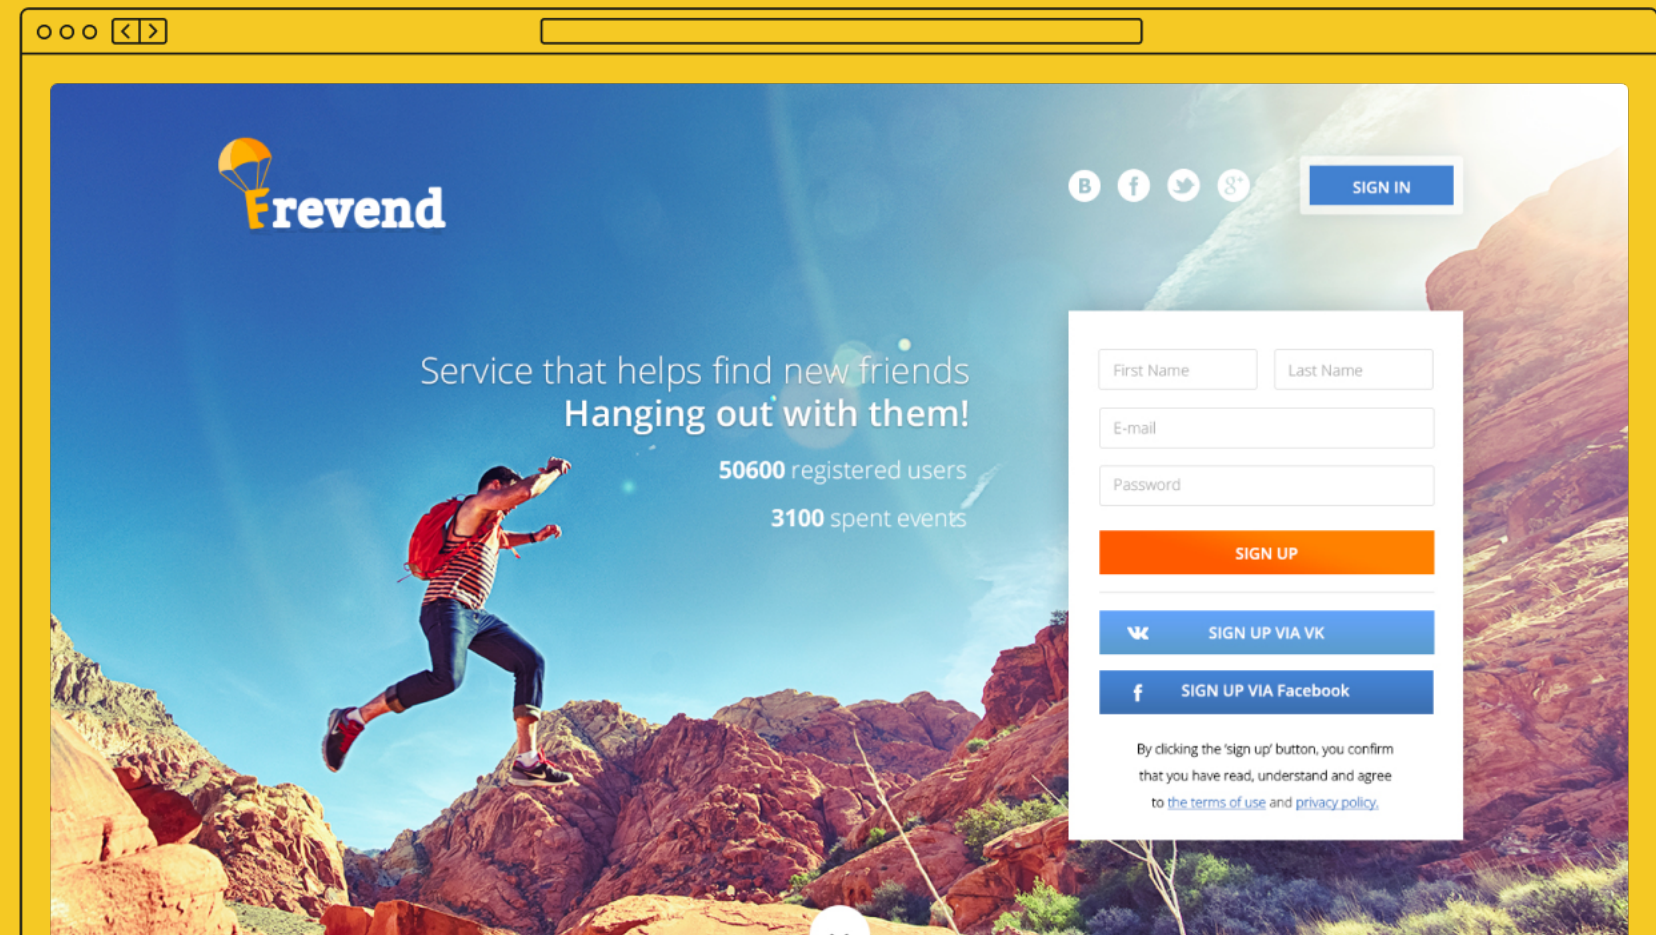 Frevend
B f g+
SIGN IN
Service that helps find new friends
Hanging out with them!
50600 registered users
3100 spent events
First Name
Last Name
E-mail
Password
SIGN UP
SIGN UP VIA VK
f SIGN UP VIA Facebook
By clicking the 'sign up' button, you confirm
that you have read, understand and agree
to the terms of use and privacy policy.